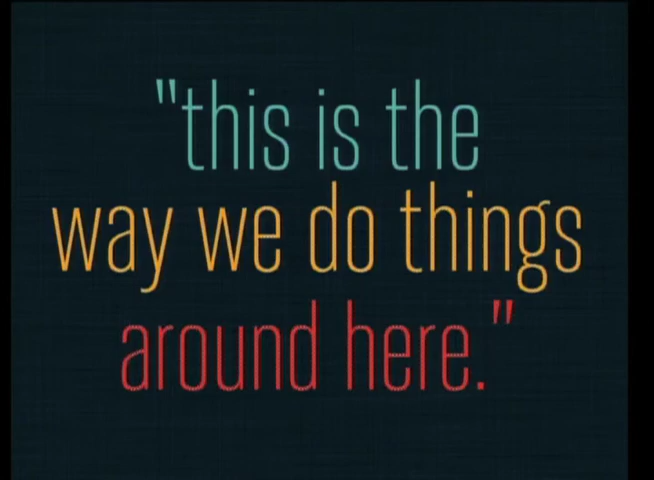 "this is the
way we do things
around here."